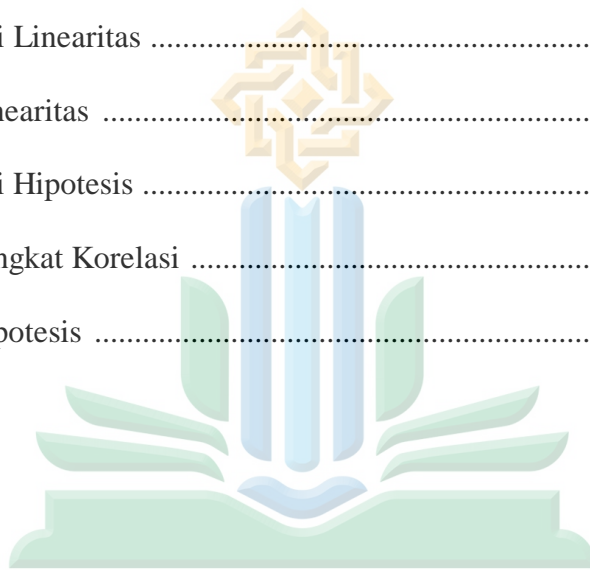 i Linearitas ......................................................
nearitas ............................................................
i Hipotesis .......................................................
ngkat Korelasi .................................................
potesis .............................................................